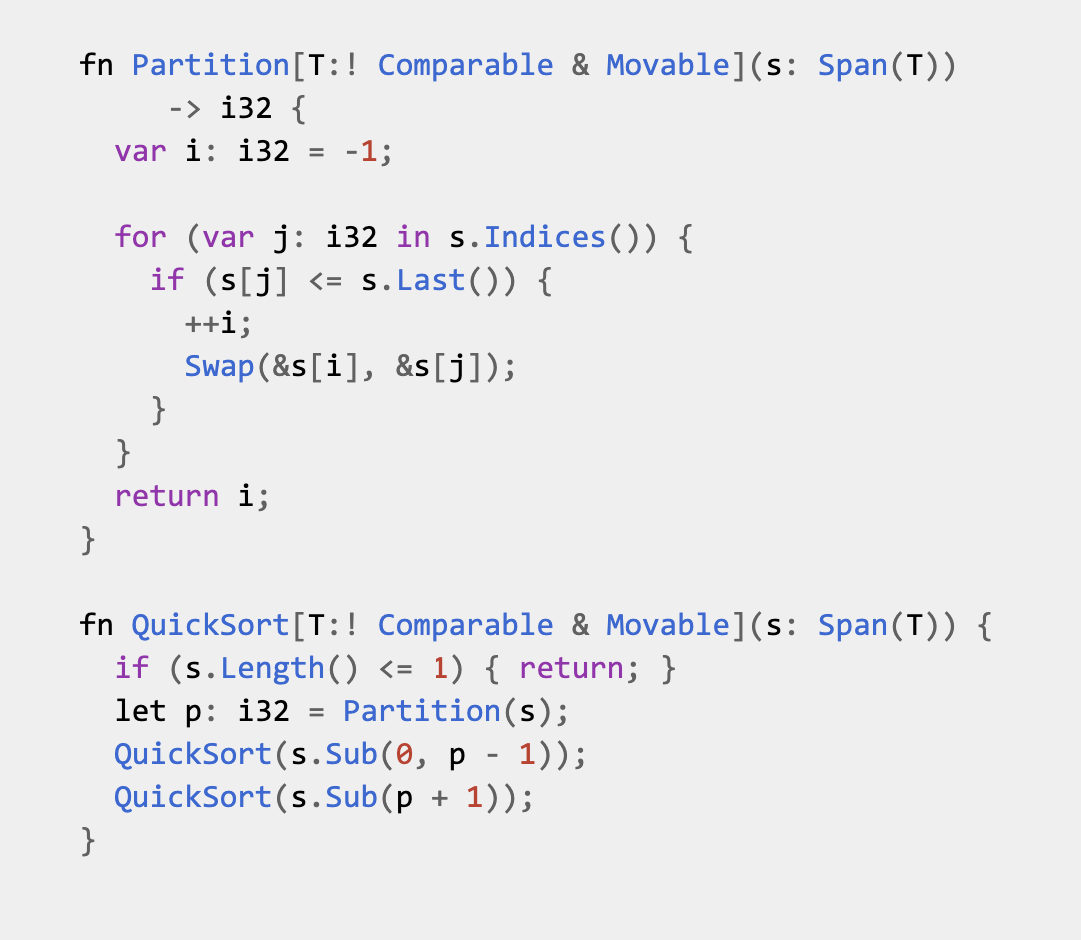 fn Partition[T:! Comparable & Movable](s: Span(T))
     -> i32 {
  var i: i32 = -1;

  for (var j: i32 in s.Indices()) {
    if (s[j] <= s.Last()) {
      ++i;
      Swap(&s[i], &s[j]);
    }
  }
  return i;
}

fn QuickSort[T:! Comparable & Movable](s: Span(T)) {
  if (s.Length() <= 1) { return; }
  let p: i32 = Partition(s);
  QuickSort(s.Sub(0, p - 1));
  QuickSort(s.Sub(p + 1));
}